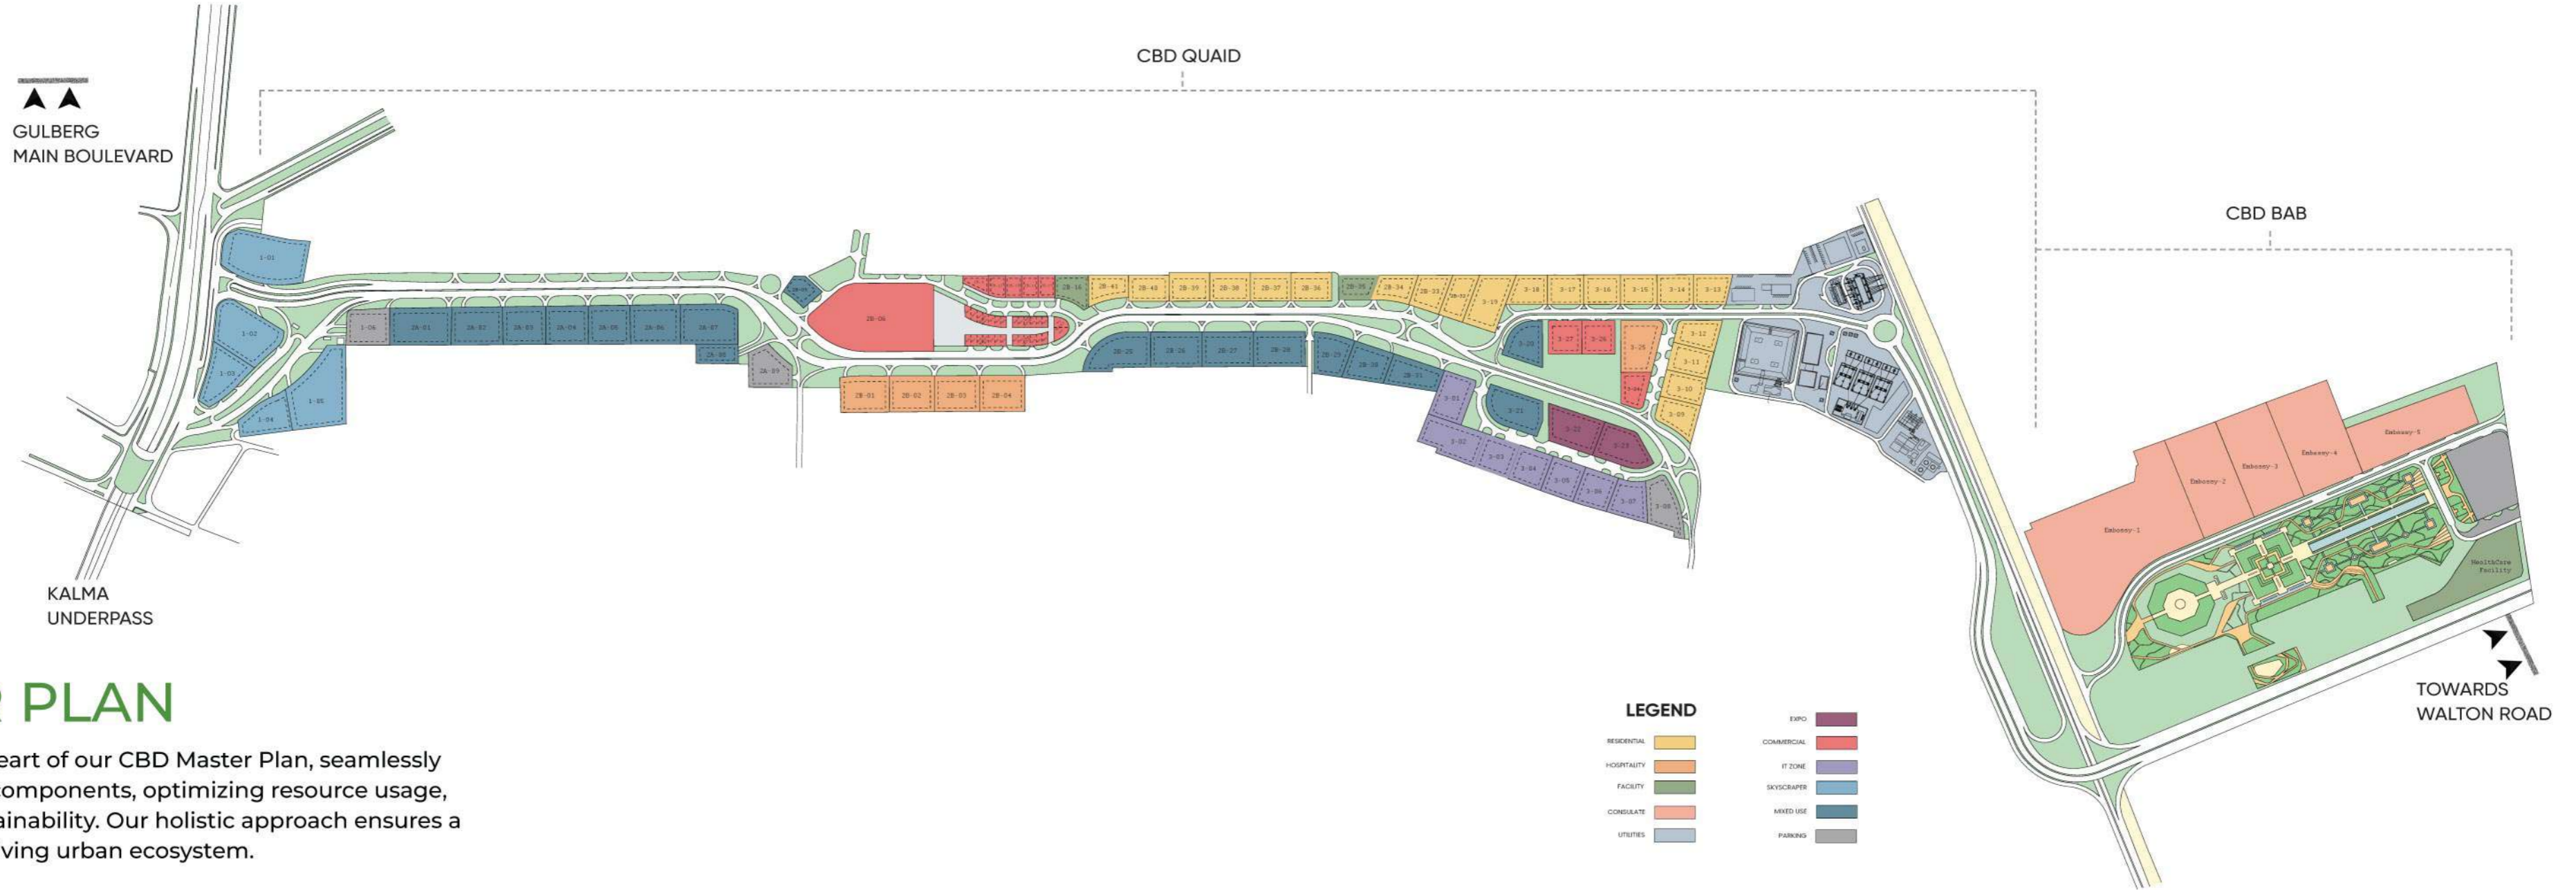 CBD QUAID
GULBERG
MAIN BOULEVARD
CBD BAB
1-01
1-02
1-03
1-04
1-05
1-06
2A-01
2A-02
2A-03
2A-04
2A-05
2A-06
2A-07
2A-08
2A-09
2B-06
2B-01
2B-02
2B-03
2B-04
2B-16
2B-41
2B-40
2B-39
2B-38
2B-37
2B-36
2B-35
2B-34
2B-33
2B-32
3-19
3-18
3-17
3-16
3-15
3-14
3-13
2B-25
2B-26
2B-27
2B-28
2B-29
2B-30
2B-31
3-20
3-27
3-26
3-25
3-24
3-12
3-11
3-10
3-09
3-01
3-21
3-22
3-23
3-02
3-03
3-04
3-05
3-06
3-07
3-08
Embassy-1
Embassy-2
Embassy-3
Embassy-4
Embassy-5
HealthCare
Facility
KALMA
UNDERPASS
TOWARDS
WALTON ROAD
PLAN
eart of our CBD Master Plan, seamlessly
components, optimizing resource usage,
ainability. Our holistic approach ensures a
iving urban ecosystem.
LEGEND
RESIDENTIAL
HOSPITALITY
FACILITY
CONSULATE
UTILITIES
EXPO
COMMERCIAL
IT ZONE
SKYSCRAPER
MIXED USE
PARKING